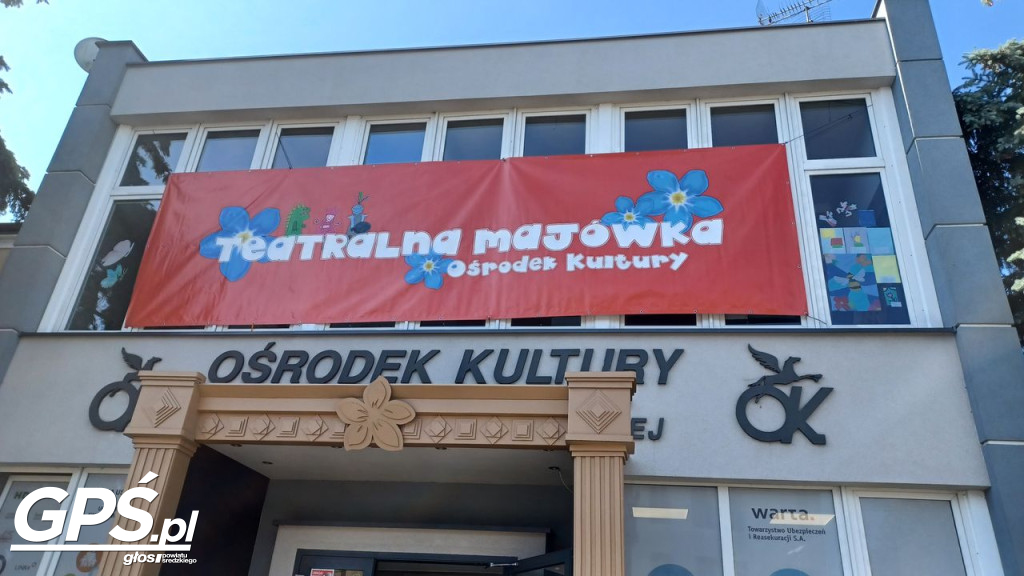 TEATRALNA MAJÓWKA
OŚRODEK KULTURY
OŚRODEK KULTURY
EJ
OK
warta.
Towarzystwo Ubezpieczeń
i Reasekuracji S.A.
GPŚ.pl
głos powiatu
średzkiego